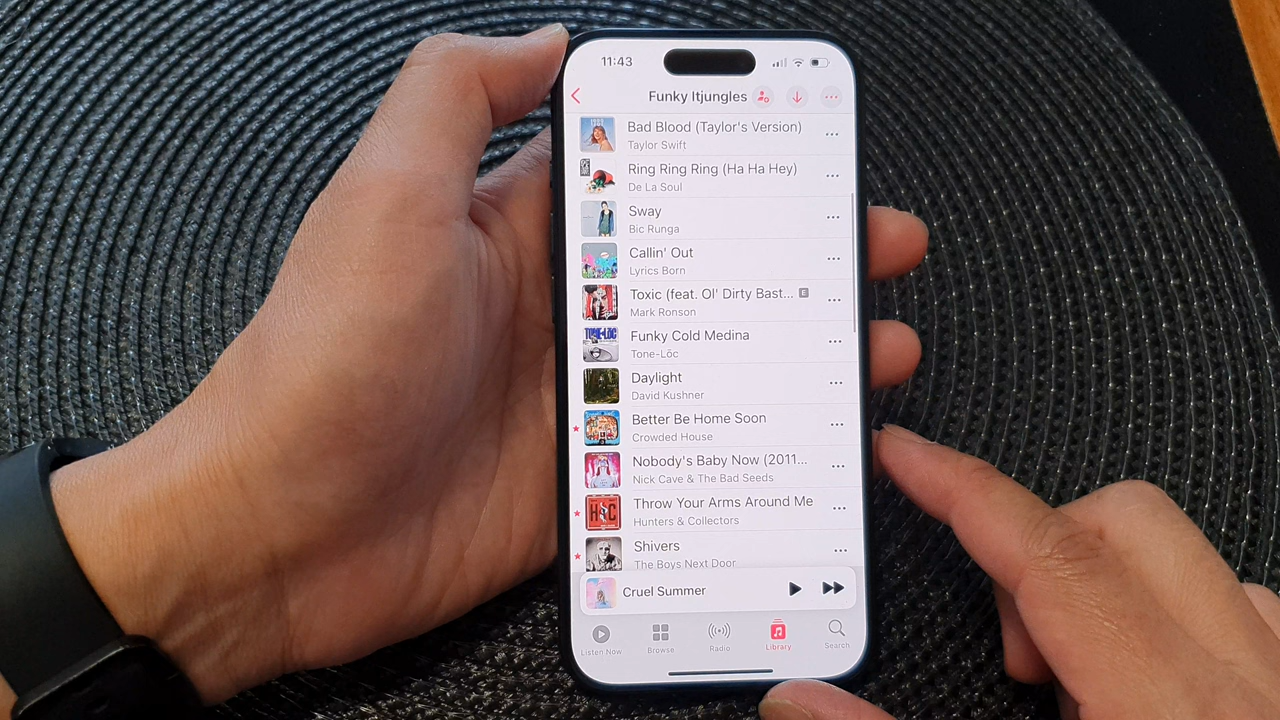 11:43
Funky Itjungles
Bad Blood (Taylor's Version)
Taylor Swift
Ring Ring Ring (Ha Ha Hey)
De La Soul
Sway
Bic Runga
Callin' Out
Lyrics Born
Toxic (feat. Ol' Dirty Bast... E
Mark Ronson
TONE-LŌC
Funky Cold Medina
Tone-Lōc
Daylight
David Kushner
Better Be Home Soon
Crowded House
Nobody's Baby Now (2011...
Nick Cave & The Bad Seeds
H&C
Throw Your Arms Around Me
Hunters & Collectors
Shivers
The Boys Next Door
Cruel Summer
Listen Now
Browse
Radio
Library
Search